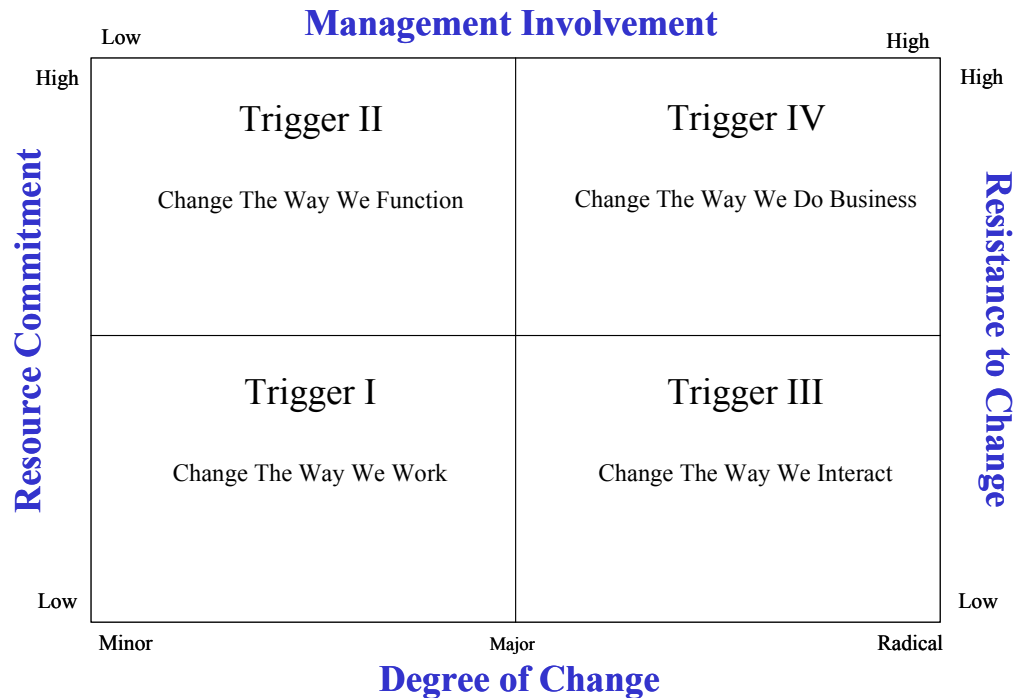 Management Involvement
Low
High
High
High
Trigger II
Trigger IV
Change The Way We Function
Change The Way We Do Business
Resource Commitment
Resistance to Change
Trigger I
Trigger III
Change The Way We Work
Change The Way We Interact
Low
Low
Minor
Major
Radical
Degree of Change